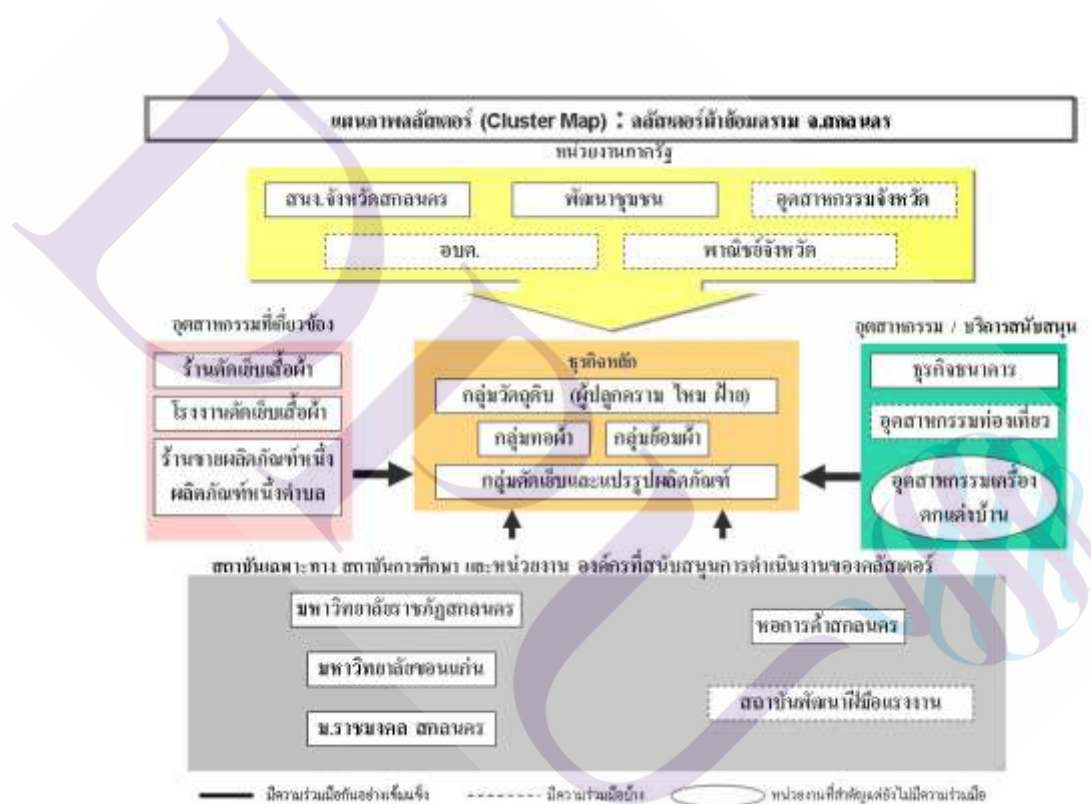 แผนภาพคลัสเตอร์ (Cluster Map) : คลัสเตอร์ผ้าย้อมคราม จ.สกลนคร
หน่วยงานภาครัฐ
สนง.จังหวัดสกลนคร
พัฒนาชุมชน
อุตสาหกรรมจังหวัด
อบต.
พาณิชย์จังหวัด
อุตสาหกรรมที่เกี่ยวข้อง
ร้านตัดเย็บเสื้อผ้า
โรงงานตัดเย็บเสื้อผ้า
ร้านขายผลิตภัณฑ์หนึ่ง
ผลิตภัณฑ์หนึ่งตำบล
ธุรกิจหลัก
กลุ่มวัตถุดิบ (ผู้ปลูกคราม ไหม ฝ้าย)
กลุ่มทอผ้า
กลุ่มย้อมผ้า
กลุ่มตัดเย็บและแปรรูปผลิตภัณฑ์
อุตสาหกรรม / บริการสนับสนุน
ธุรกิจธนาคาร
อุตสาหกรรมท่องเที่ยว
อุตสาหกรรมเครื่อง
ตกแต่งบ้าน
สถาบันเฉพาะทาง สถาบันการศึกษา และหน่วยงาน องค์กรที่สนับสนุนการดำเนินงานของคลัสเตอร์
มหาวิทยาลัยราชภัฏสกลนคร
มหาวิทยาลัยขอนแก่น
ม.ราชมงคล สกลนคร
หอการค้าสกลนคร
สถาบันพัฒนาฝีมือแรงงาน
มีความร่วมมือกันอย่างเข้มแข็ง
มีความร่วมมือบ้าง
หน่วยงานที่สำคัญแต่ยังไม่มีความร่วมมือ